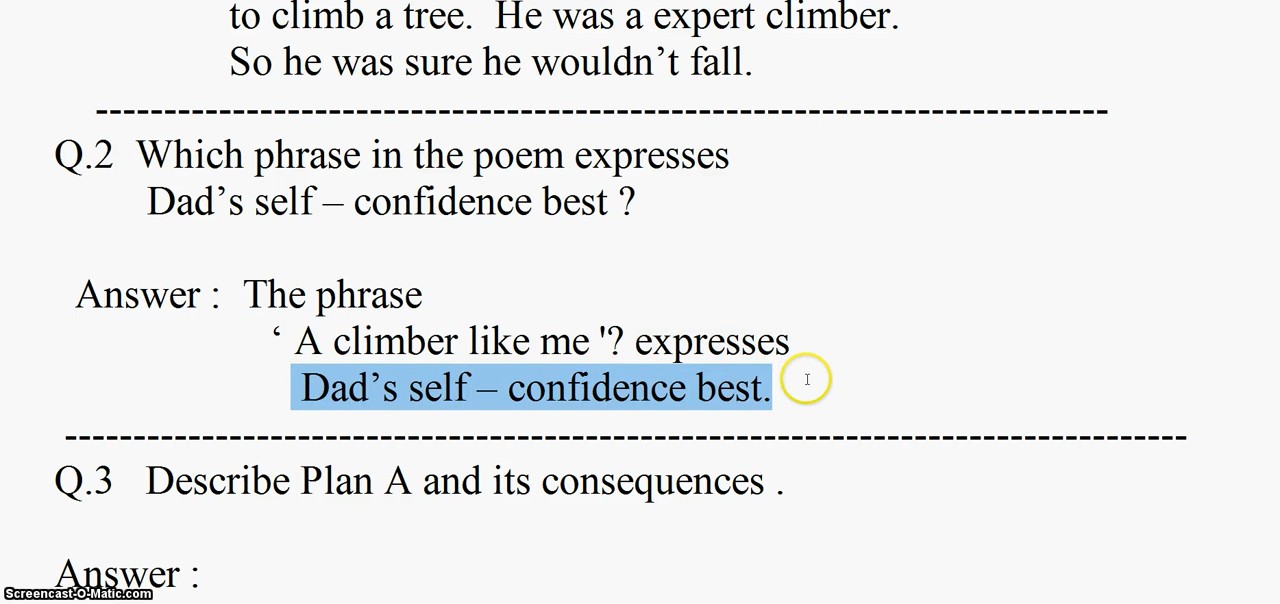 to climb a tree. He was a expert climber.
So he was sure he wouldn’t fall.
--------------------------------------------------------------------------
Q.2 Which phrase in the poem expresses
Dad’s self – confidence best ?
Answer : The phrase
‘ A climber like me '? expresses
Dad’s self – confidence best.
----------------------------------------------------------------------------------
Q.3 Describe Plan A and its consequences .
Answer :
Screencast-O-Matic.com